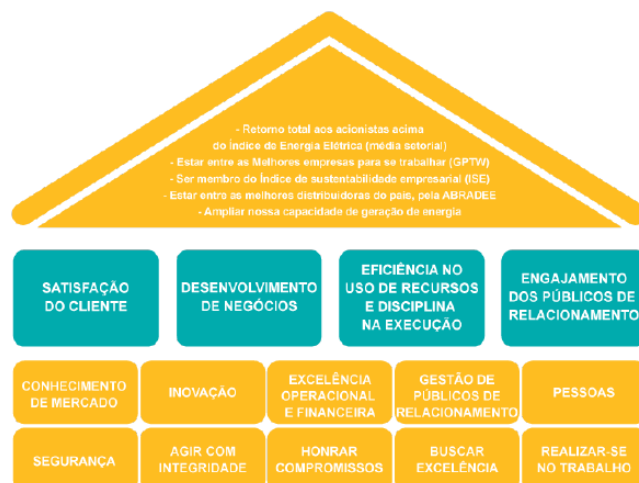 - Retorno total aos acionistas acima
do Índice de Energia Elétrica (média setorial)
- Estar entre as Melhores empresas para se trabalhar (GPTW)
- Ser membro do Índice de sustentabilidade empresarial (ISE)
- Estar entre as melhores distribuidoras do país, pela ABRADEE
- Ampliar nossa capacidade de geração de energia
SATISFAÇÃO
DO CLIENTE
DESENVOLVIMENTO
DE NEGÓCIOS
EFICIÊNCIA NO
USO DE RECURSOS
E DISCIPLINA
NA EXECUÇÃO
ENGAJAMENTO
DOS PÚBLICOS DE
RELACIONAMENTO
CONHECIMENTO
DE MERCADO
INOVAÇÃO
EXCELÊNCIA
OPERACIONAL
E FINANCEIRA
GESTÃO DE
PÚBLICOS DE
RELACIONAMENTO
PESSOAS
SEGURANÇA
AGIR COM
INTEGRIDADE
HONRAR
COMPROMISSOS
BUSCAR
EXCELÊNCIA
REALIZAR-SE
NO TRABALHO